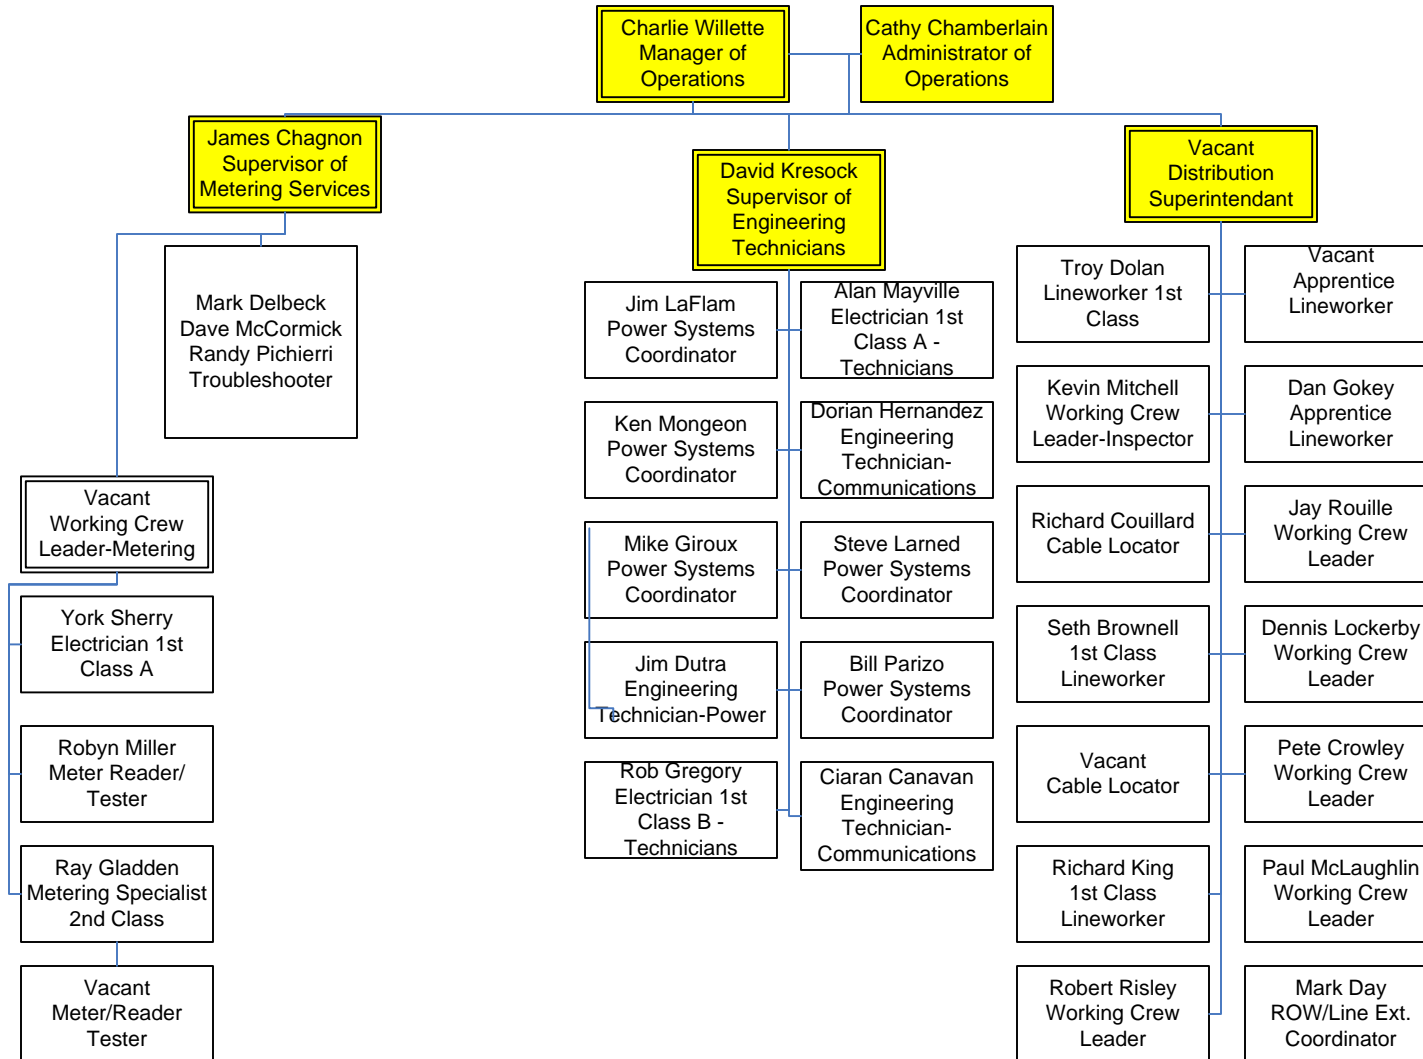 Charlie Willette
Manager of
Operations
Cathy Chamberlain
Administrator of
Operations
James Chagnon
Supervisor of
Metering Services
David Kresock
Supervisor of
Engineering
Technicians
Vacant
Distribution
Superintendant
Mark Delbeck
Dave McCormick
Randy Pichierri
Troubleshooter
Vacant
Working Crew
Leader-Metering
York Sherry
Electrician 1st
Class A
Robyn Miller
Meter Reader/
Tester
Ray Gladden
Metering Specialist
2nd Class
Vacant
Meter/Reader
Tester
Jim LaFlam
Power Systems
Coordinator
Alan Mayville
Electrician 1st
Class A -
Technicians
Ken Mongeon
Power Systems
Coordinator
Dorian Hernandez
Engineering
Technician-
Communications
Mike Giroux
Power Systems
Coordinator
Steve Larned
Power Systems
Coordinator
Jim Dutra
Engineering
Technician-Power
Bill Parizo
Power Systems
Coordinator
Rob Gregory
Electrician 1st
Class B -
Technicians
Ciaran Canavan
Engineering
Technician-
Communications
Troy Dolan
Lineworker 1st
Class
Vacant
Apprentice
Lineworker
Kevin Mitchell
Working Crew
Leader-Inspector
Dan Gokey
Apprentice
Lineworker
Richard Couillard
Cable Locator
Jay Rouille
Working Crew
Leader
Seth Brownell
1st Class
Lineworker
Dennis Lockerby
Working Crew
Leader
Vacant
Cable Locator
Pete Crowley
Working Crew
Leader
Richard King
1st Class
Lineworker
Paul McLaughlin
Working Crew
Leader
Robert Risley
Working Crew
Leader
Mark Day
ROW/Line Ext.
Coordinator